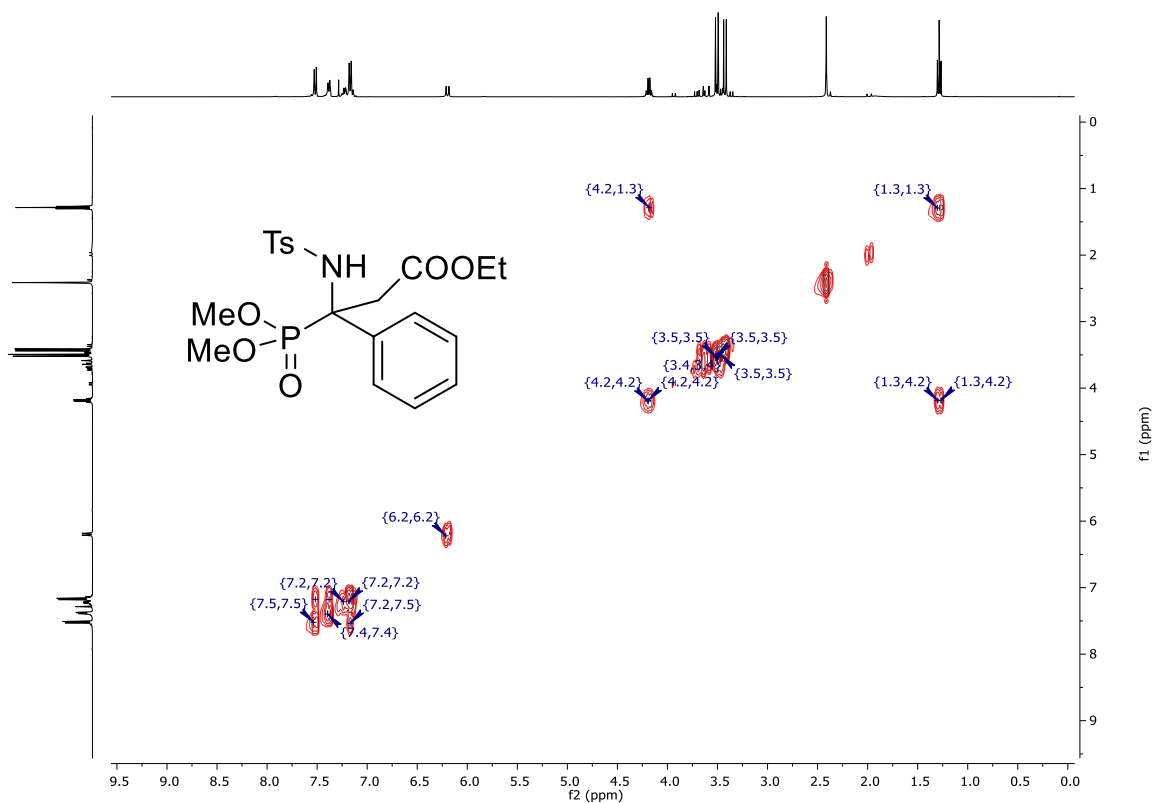 0
{4.2,1.3}
{1.3,1.3}
1
2
Ts
NH
COOEt
MeO
P
MeO
O
3
{3.5,3.5}
{3.5,3.5}
{3.4,3.4}
{3.5,3.5}
{4.2,4.2}
{4.2,4.2}
{1.3,4.2}
{1.3,4.2}
4
f1 (ppm)
5
{6.2,6.2}
6
{7.2,7.2}
{7.2,7.2}
7
{7.5,7.5}
{7.2,7.5}
{7.4,7.4}
8
9
9.5 9.0 8.5 8.0 7.5 7.0 6.5 6.0 5.5 5.0 4.5 4.0 3.5 3.0 2.5 2.0 1.5 1.0 0.5 0.0
f2 (ppm)